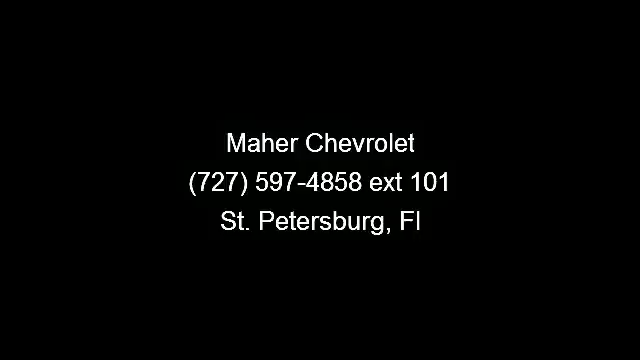 Maher Chevrolet
(727) 597-4858 ext 101
St. Petersburg, Fl